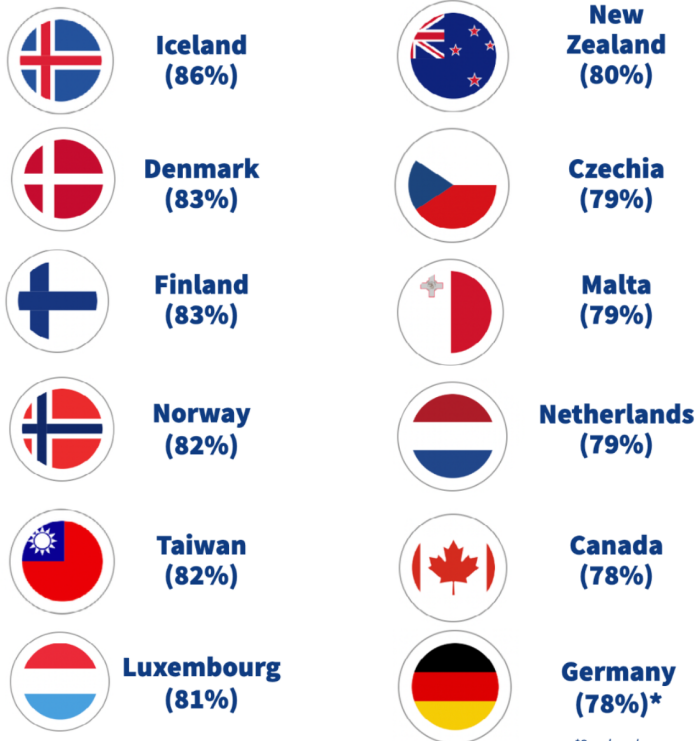 Iceland
(86%)
Denmark
(83%)
Finland
(83%)
Norway
(82%)
Taiwan
(82%)
Luxembourg
(81%)
New
Zealand
(80%)
Czechia
(79%)
Malta
(79%)
Netherlands
(79%)
Canada
(78%)
Germany
(78%)*